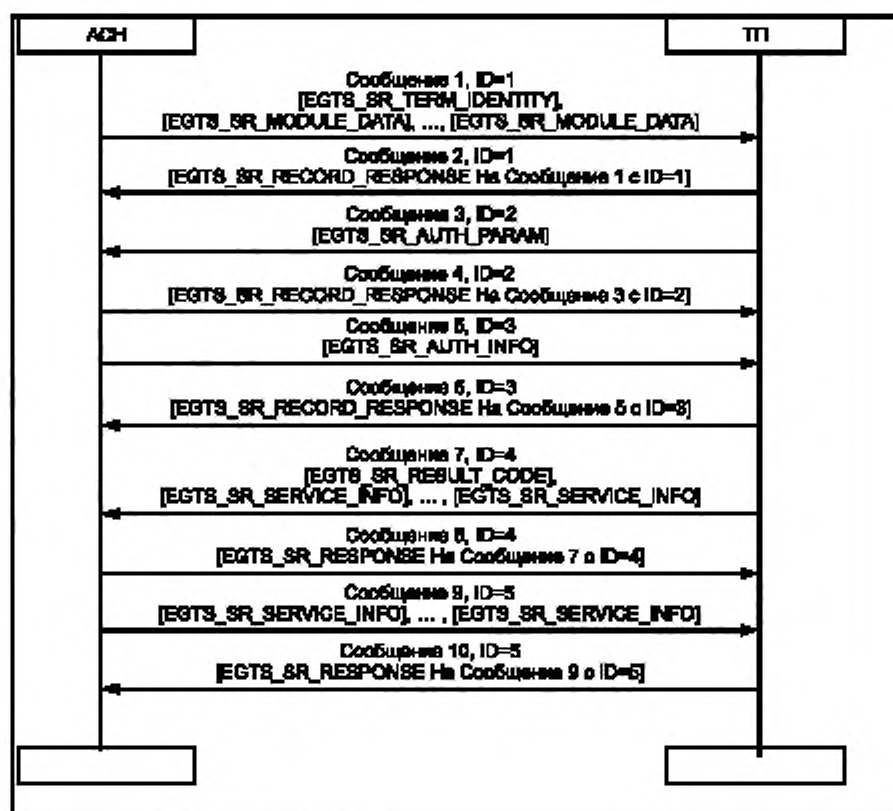 АСН
ТП
Сообщение 1, ID=1
[EGTS_SR_TERM_IDENTITY],
[EGTS_SR_MODULE_DATA], ..., [EGTS_SR_MODULE_DATA]
Сообщение 2, ID=1
[EGTS_SR_RECORD_RESPONSE На Сообщение 1 с ID=1]
Сообщение 3, ID=2
[EGTS_SR_AUTH_PARAM]
Сообщение 4, ID=2
[EGTS_SR_RECORD_RESPONSE На Сообщение 3 с ID=2]
Сообщение 5, ID=3
[EGTS_SR_AUTH_INFO]
Сообщение 6, ID=3
[EGTS_SR_RECORD_RESPONSE На Сообщение 5 с ID=3]
Сообщение 7, ID=4
[EGTS_SR_RESULT_CODE],
[EGTS_SR_SERVICE_INFO], ... , [EGTS_SR_SERVICE_INFO]
Сообщение 8, ID=4
[EGTS_SR_RESPONSE На Сообщение 7 с ID=4]
Сообщение 9, ID=5
[EGTS_SR_SERVICE_INFO], ... , [EGTS_SR_SERVICE_INFO]
Сообщение 10, ID=5
[EGTS_SR_RESPONSE На Сообщение 9 с ID=5]